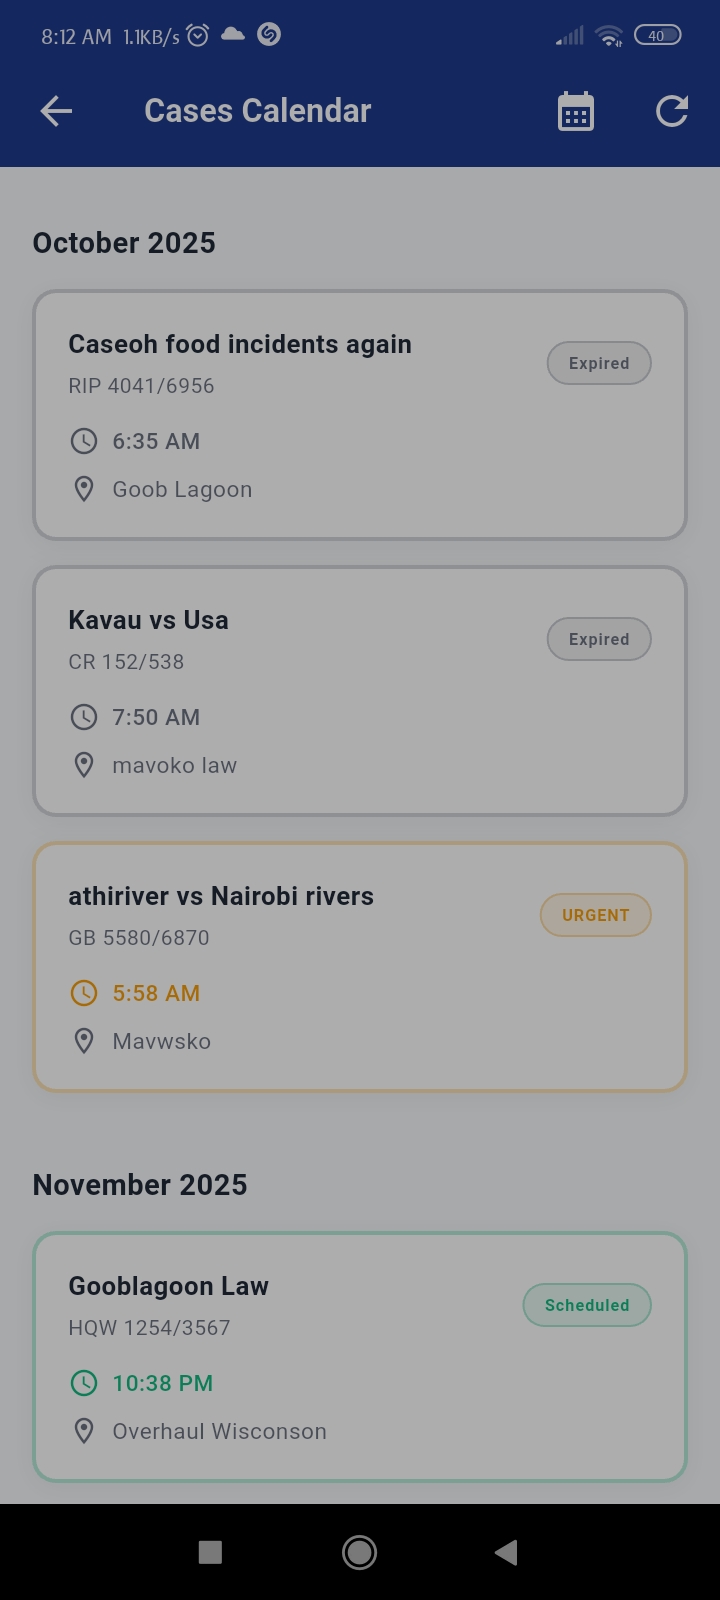 8:12 AM 1.1KB/s 40
Cases Calendar
October 2025
Caseoh food incidents again
Expired
RIP 4041/6956
6:35 AM
Goob Lagoon
Kavau vs Usa
Expired
CR 152/538
7:50 AM
mavoko law
athiriver vs Nairobi rivers
URGENT
GB 5580/6870
5:58 AM
Mavwsko
November 2025
Gooblagoon Law
Scheduled
HQW 1254/3567
10:38 PM
Overhaul Wisconson